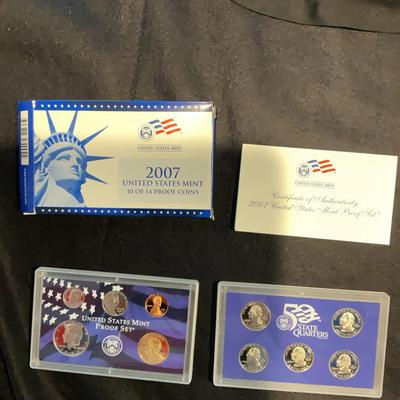 UNITED STATES MINT
2007
UNITED STATES MINT
10 OF 14 PROOF COINS
UNITED STATES MINT
Certificate of Authenticity
2007 United States Mint Proof Set
UNITED STATES MINT
PROOF SET
50
STATE
QUARTERS